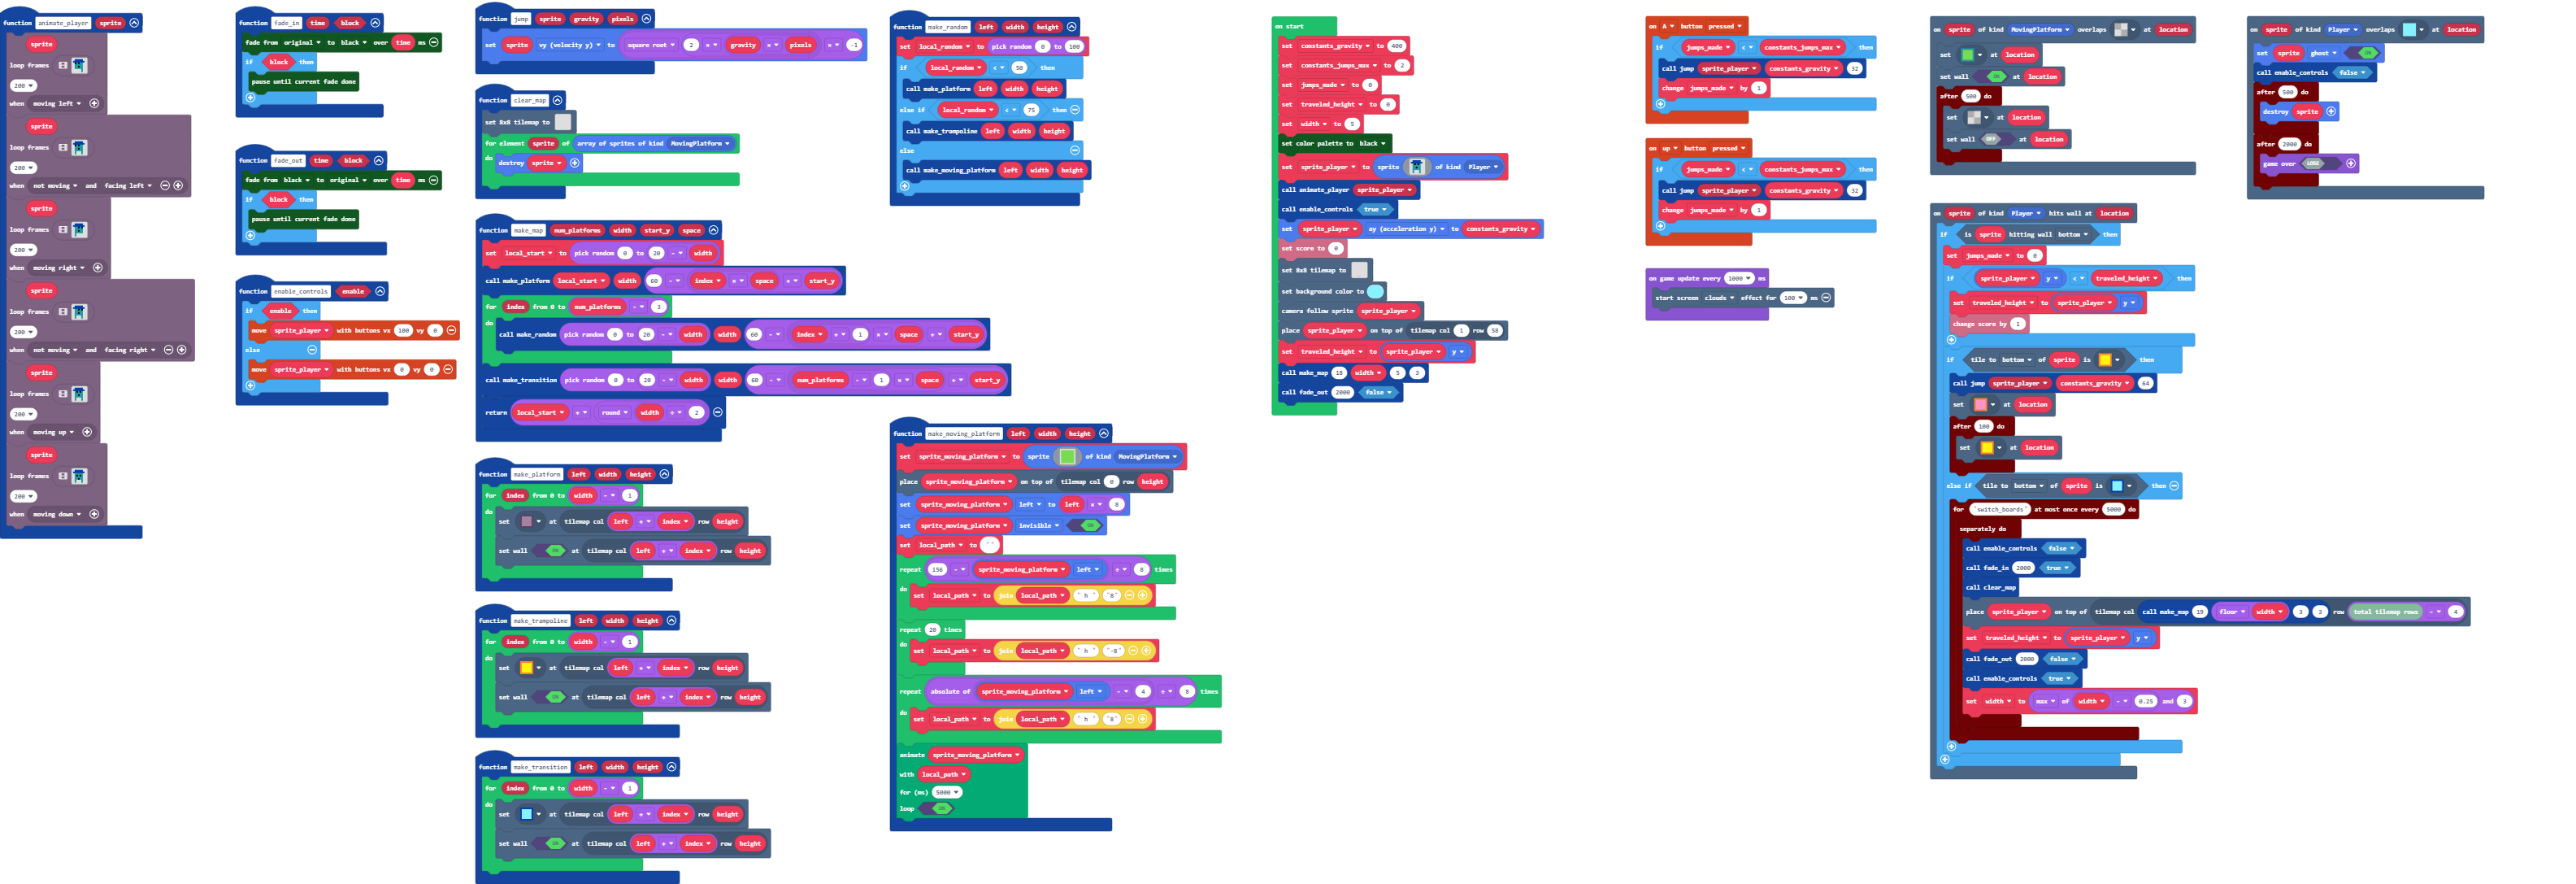 function animate_player sprite
sprite
loop frames
200
when moving left
sprite
loop frames
200
when not moving and facing left
sprite
loop frames
200
when moving right
sprite
loop frames
200
when not moving and facing right
sprite
loop frames
200
when moving up
sprite
loop frames
200
when moving down
function fade_in time block
fade from original to black over time ms
if block then
pause until current fade done
function fade_out time block
fade from black to original over time ms
if block then
pause until current fade done
function enable_controls enable
if enable then
move sprite_player with buttons vx 100 vy 0
else
move sprite_player with buttons vx 0 vy 0
function jump sprite gravity pixels
set sprite vy (velocity y) to square root 2 × gravity × pixels × -1
function clear_map
set 8x8 tilemap to
for element sprite of array of sprites of kind MovingPlatform
do
destroy sprite
function make_map num_platforms width start_y space
set local_start to pick random 0 to 20 - width
call make_platform local_start width 60 - index × space + start_y
for index from 0 to num_platforms - 3
do
call make_random pick random 0 to 20 - width width 60 - index + 1 × space + start_y
call make_transition pick random 0 to 20 - width width 60 - num_platforms - 1 × space + start_y
return local_start + round width ÷ 2
function make_platform left width height
for index from 0 to width - 1
do
set at tilemap col left + index row height
set wall ON at tilemap col left + index row height
function make_trampoline left width height
for index from 0 to width - 1
do
set at tilemap col left + index row height
set wall ON at tilemap col left + index row height
function make_transition left width height
for index from 0 to width - 1
do
set at tilemap col left + index row height
set wall ON at tilemap col left + index row height
function make_random left width height
set local_random to pick random 0 to 100
if local_random < 50 then
call make_platform left width height
else if local_random < 75 then
call make_trampoline left width height
else
call make_moving_platform left width height
function make_moving_platform left width height
set sprite_moving_platform to sprite of kind MovingPlatform
place sprite_moving_platform on top of tilemap col 0 row height
set sprite_moving_platform left to left × 8
set sprite_moving_platform invisible ON
set local_path to " "
repeat 156 - sprite_moving_platform left ÷ 8 times
do
set local_path to join local_path " h " "8"
repeat 20 times
do
set local_path to join local_path " h " "-8"
repeat absolute of sprite_moving_platform left - 4 ÷ 8 times
do
set local_path to join local_path " h " "8"
animate sprite_moving_platform
with local_path
for (ms) 5000
loop ON
on start
set constants_gravity to 400
set constants_jumps_max to 2
set jumps_made to 0
set traveled_height to 0
set width to 5
set color palette to black
set sprite_player to sprite of kind Player
call animate_player sprite_player
call enable_controls true
set sprite_player ay (acceleration y) to constants_gravity
set score to 0
set 8x8 tilemap to
set background color to
camera follow sprite sprite_player
place sprite_player on top of tilemap col 1 row 58
set traveled_height to sprite_player y
call make_map 18 width 5 3
call fade_out 2000 false
on A button pressed
if jumps_made < constants_jumps_max then
call jump sprite_player constants_gravity 32
change jumps_made by 1
on up button pressed
if jumps_made < constants_jumps_max then
call jump sprite_player constants_gravity 32
change jumps_made by 1
on game update every 1000 ms
start screen clouds effect for 100 ms
on sprite of kind MovingPlatform overlaps at location
set at location
set wall ON at location
after 500 do
set at location
set wall OFF at location
on sprite of kind Player hits wall at location
if is sprite hitting wall bottom then
set jumps_made to 0
if sprite_player y < traveled_height then
set traveled_height to sprite_player y
change score by 1
if tile to bottom of sprite is then
call jump sprite_player constants_gravity 64
set at location
after 100 do
set at location
else if tile to bottom of sprite is then
for "switch_boards" at most once every 5000 do
separately do
call enable_controls false
call fade_in 2000 true
call clear_map
place sprite_player on top of tilemap col call make_map 19 floor width 3 3 row total tilemap rows - 4
set traveled_height to sprite_player y
call fade_out 2000 false
call enable_controls true
set width to max of width - 0.25 and 3
on sprite of kind Player overlaps at location
set sprite ghost ON
call enable_controls false
after 500 do
destroy sprite
after 2000 do
game over LOSE